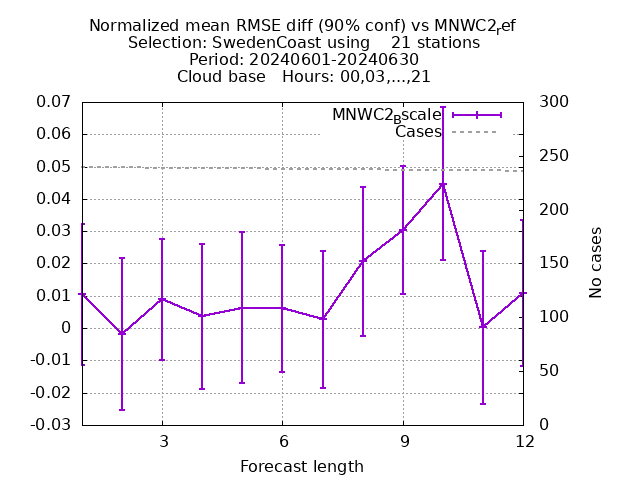 Normalized mean RMSE diff (90% conf) vs MNWC2_ref
Selection: SwedenCoast using 21 stations
Period: 20240601-20240630
Cloud base Hours: 00,03,...,21
MNWC2_Bscale
Cases
0.07
0.06
0.05
0.04
0.03
0.02
0.01
0
-0.01
-0.02
-0.03
300
250
200
150
100
50
0
No cases
3
6
9
12
Forecast length